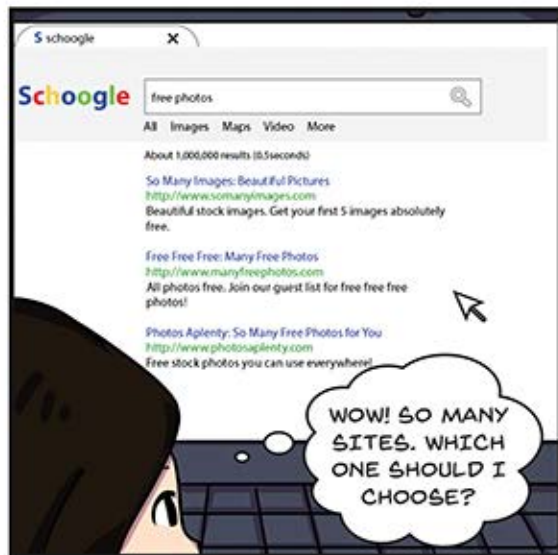 S schoogle x
Schoogle
free photos
All Images Maps Video More
About 1,000,000 results (0.5seconds)
So Many Images: Beautiful Pictures
http://www.somanyimages.com
Beautiful stock images. Get your first 5 images absolutely
free.
Free Free Free: Many Free Photos
http://www.manyfreephotos.com
All photos free. Join our guest list for free free free
photos!
Photos Aplenty: So Many Free Photos for You
http://www.photosaplenty.com
Free stock photos you can use everywhere!
WOW! SO MANY
SITES. WHICH
ONE SHOULD I
CHOOSE?